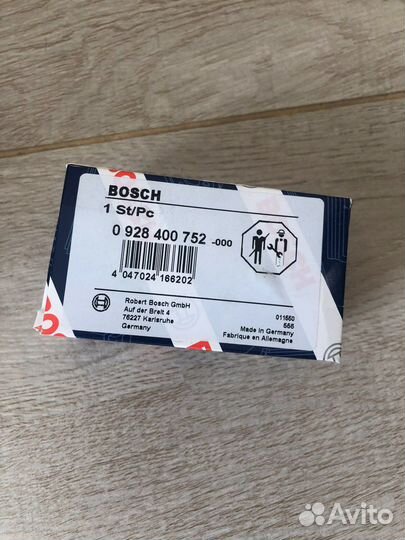 BOSCH
1 St/Pc
0 928 400 752 -000
4 047024 166202
Robert Bosch GmbH
Auf der Breit 4
76227 Karlsruhe
Germany
011550
556
Made in Germany
Fabrique en Allemagne
Avito